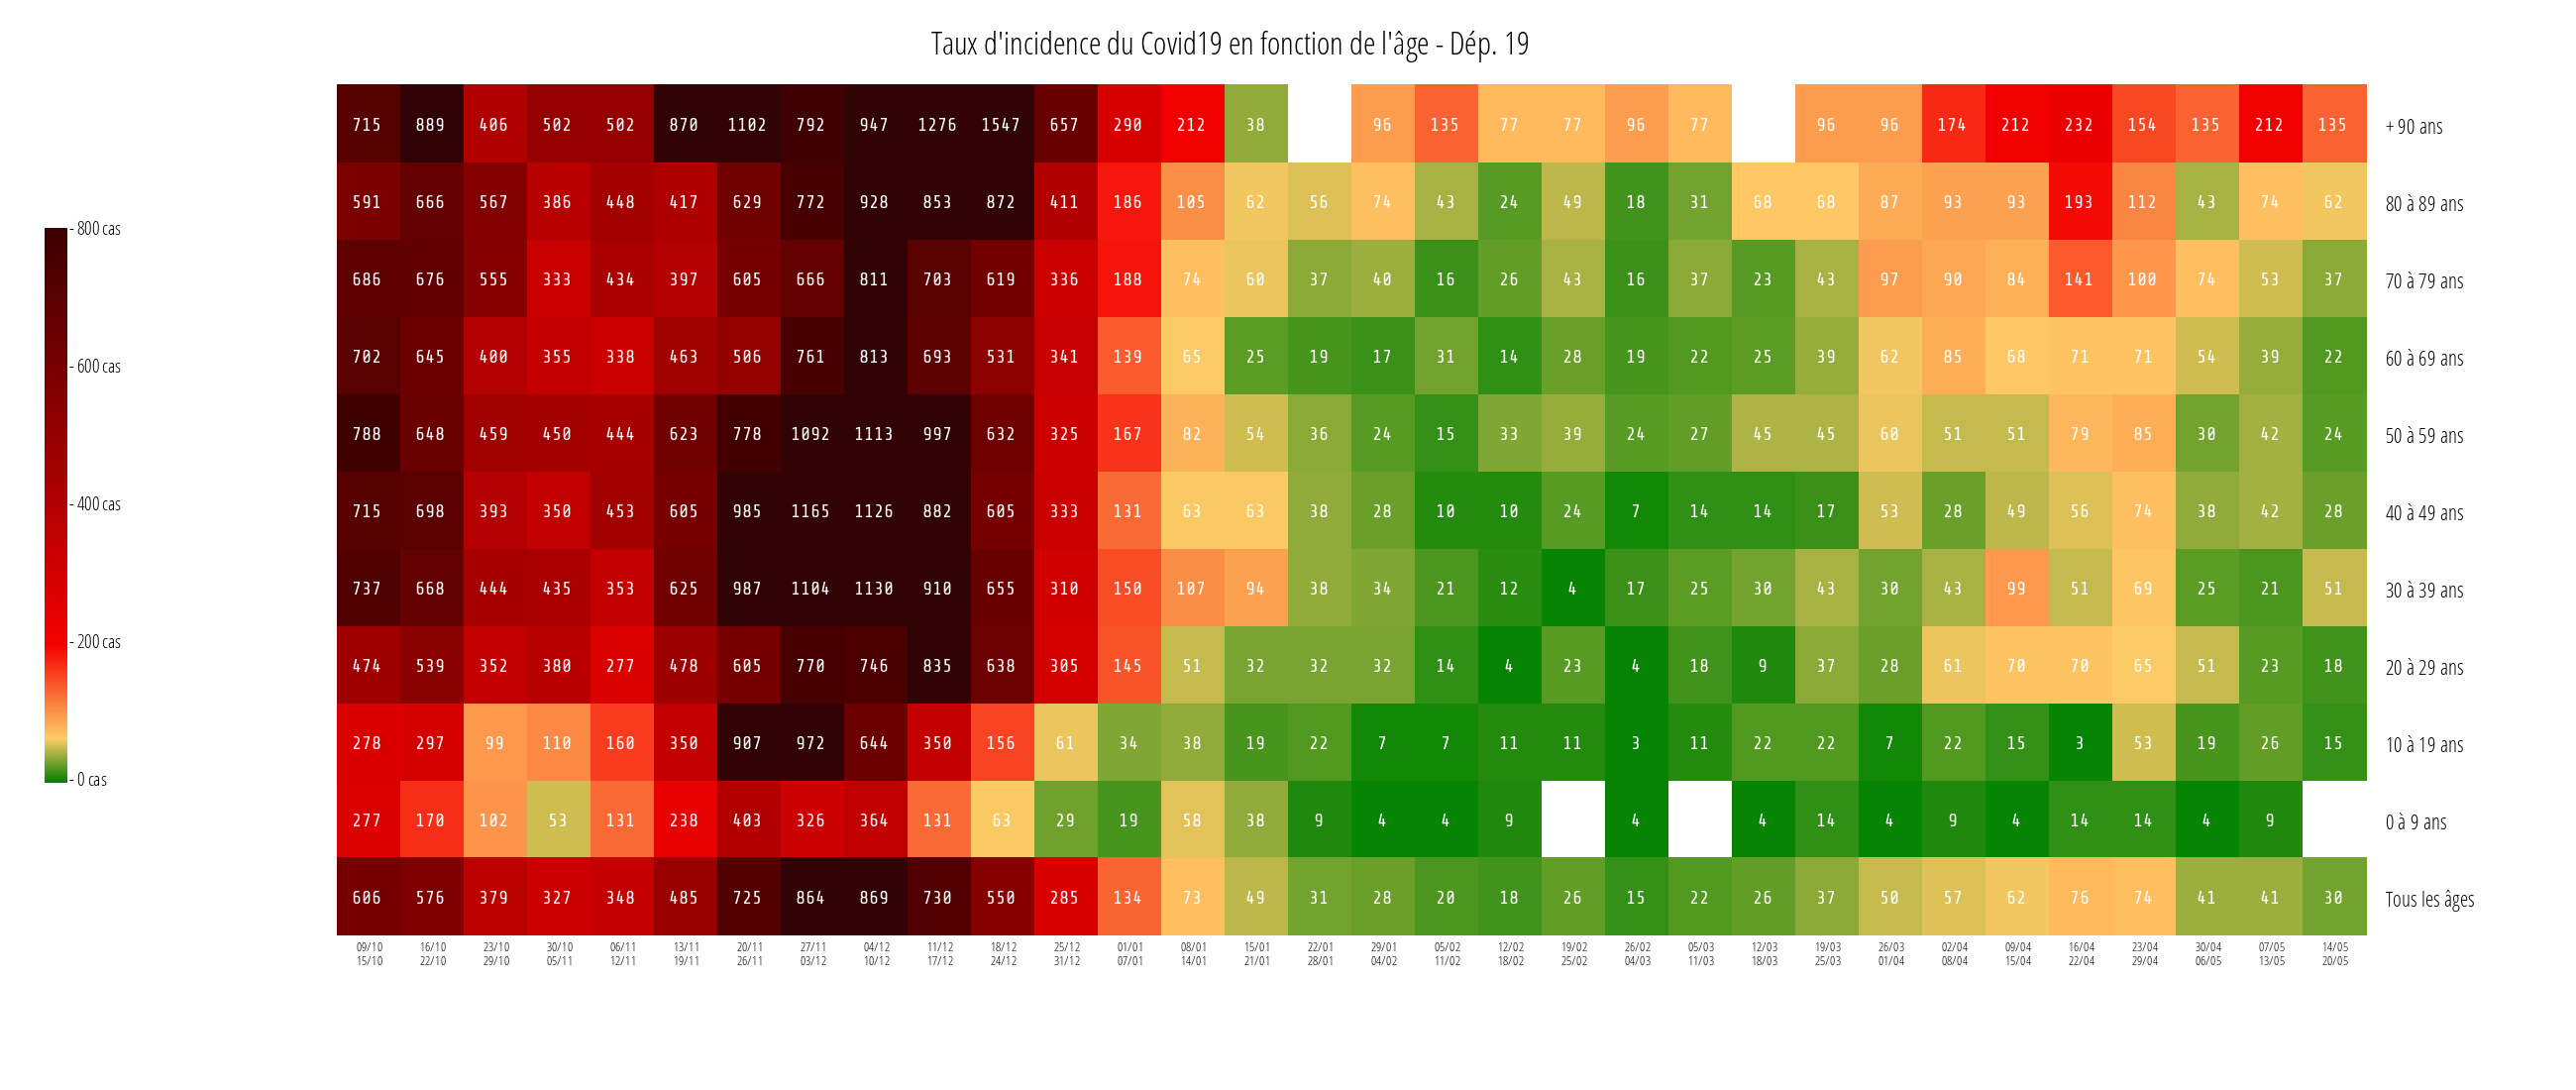 Taux d'incidence du Covid19 en fonction de l'âge - Dép. 19
- 800 cas
- 600 cas
- 400 cas
- 200 cas
- 0 cas
715 889 406 502 502 870 1102 792 947 1276 1547 657 290 212 38 96 135 77 77 96 77 96 96 174 212 232 154 135 212 135 + 90 ans
591 666 567 386 448 417 629 772 928 853 872 411 186 105 62 56 74 43 24 49 18 31 68 68 87 93 93 193 112 43 74 62 80 à 89 ans
686 676 555 333 434 397 605 666 811 703 619 336 188 74 60 37 40 16 26 43 16 37 23 43 97 90 84 141 100 74 53 37 70 à 79 ans
702 645 400 355 338 463 506 761 813 693 531 341 139 65 25 19 17 31 14 28 19 22 25 39 62 85 68 71 71 54 39 22 60 à 69 ans
788 648 459 450 444 623 778 1092 1113 997 632 325 167 82 54 36 24 15 33 39 24 27 45 45 60 51 51 79 85 30 42 24 50 à 59 ans
715 698 393 350 453 605 985 1165 1126 882 605 333 131 63 63 38 28 10 10 24 7 14 14 17 53 28 49 56 74 38 42 28 40 à 49 ans
737 668 444 435 353 625 987 1104 1130 910 655 310 150 107 94 38 34 21 12 4 17 25 30 43 30 43 99 51 69 25 21 51 30 à 39 ans
474 539 352 380 277 478 605 770 746 835 638 305 145 51 32 32 32 14 4 23 4 18 9 37 28 61 70 70 65 51 23 18 20 à 29 ans
278 297 99 110 160 350 907 972 644 350 156 61 34 38 19 22 7 7 11 11 3 11 22 22 7 22 15 3 53 19 26 15 10 à 19 ans
277 170 102 53 131 238 403 326 364 131 63 29 19 58 38 9 4 4 9 4 4 14 4 9 4 14 14 4 9 0 à 9 ans
606 576 379 327 348 485 725 864 869 730 550 285 134 73 49 31 28 20 18 26 15 22 26 37 50 57 62 76 74 41 41 30 Tous les âges
09/10 16/10 23/10 30/10 06/11 13/11 20/11 27/11 04/12 11/12 18/12 25/12 01/01 08/01 15/01 22/01 29/01 05/02 12/02 19/02 26/02 05/03 12/03 19/03 26/03 02/04 09/04 16/04 23/04 30/04 07/05 14/05
15/10 22/10 29/10 05/11 12/11 19/11 26/11 03/12 10/12 17/12 24/12 31/12 07/01 14/01 21/01 28/01 04/02 11/02 18/02 25/02 04/03 11/03 18/03 25/03 01/04 08/04 15/04 22/04 29/04 06/05 13/05 20/05